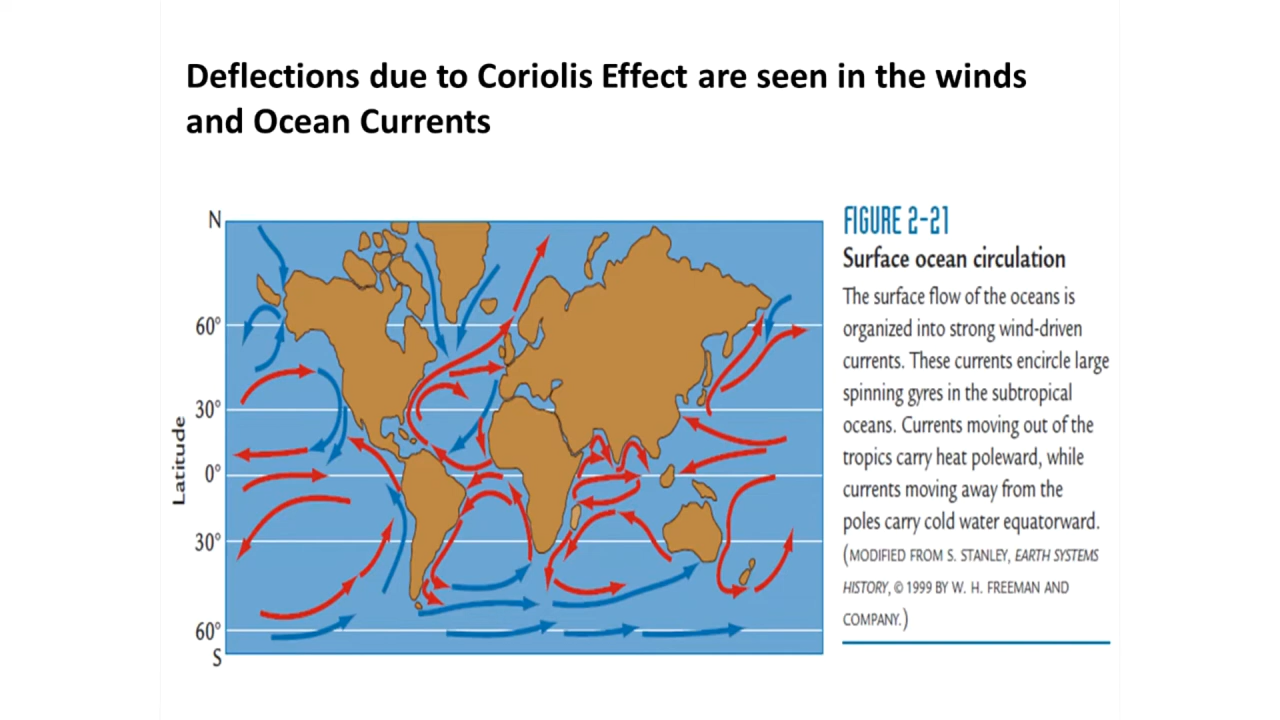 Deflections due to Coriolis Effect are seen in the winds
and Ocean Currents
N
60°
30°
0°
30°
60°
S
Latitude
FIGURE 2-21
Surface ocean circulation
The surface flow of the oceans is
organized into strong wind-driven
currents. These currents encircle large
spinning gyres in the subtropical
oceans. Currents moving out of the
tropics carry heat poleward, while
currents moving away from the
poles carry cold water equatorward.
(MODIFIED FROM S. STANLEY, EARTH SYSTEMS
HISTORY, © 1999 BY W. H. FREEMAN AND
COMPANY.)